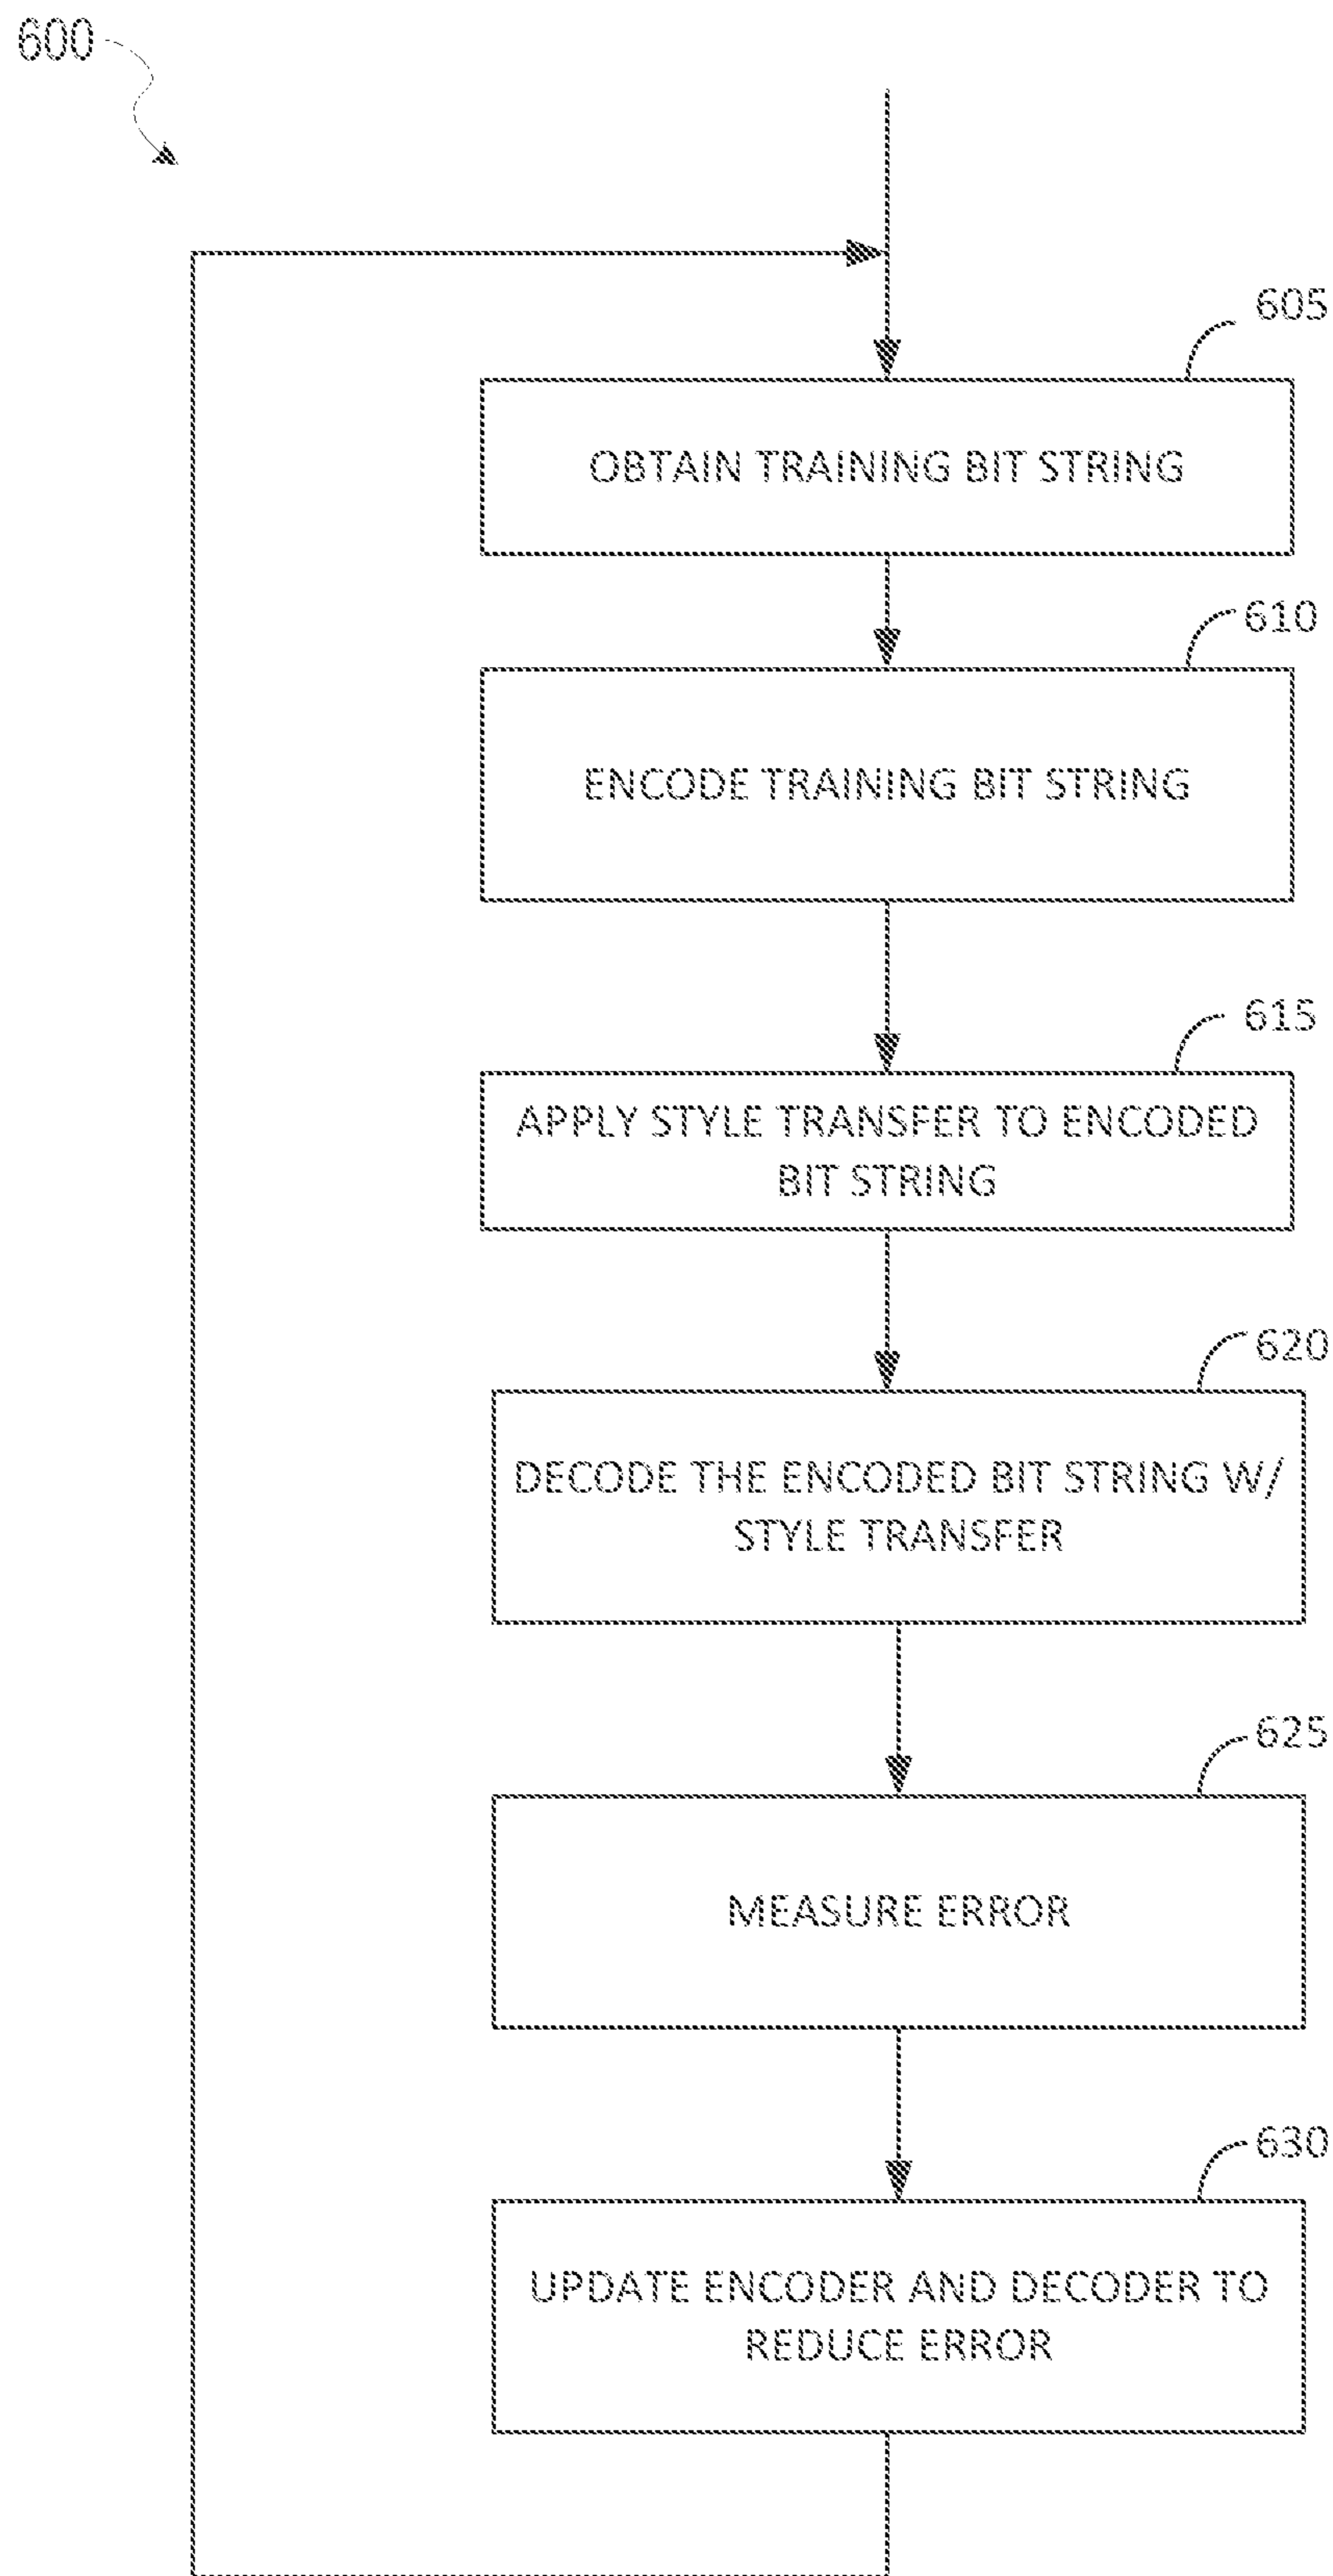 600
605
OBTAIN TRAINING BIT STRING
610
ENCODE TRAINING BIT STRING
615
APPLY STYLE TRANSFER TO ENCODED
BIT STRING
620
DECODE THE ENCODED BIT STRING W/
STYLE TRANSFER
625
MEASURE ERROR
630
UPDATE ENCODER AND DECODER TO
REDUCE ERROR